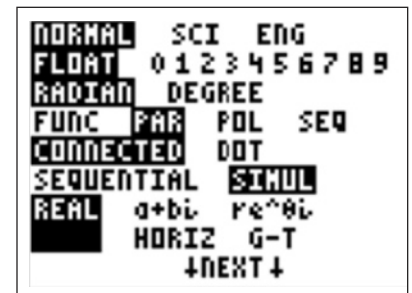 NORMAL SCI ENG
FLOAT 0 1 2 3 4 5 6 7 8 9
RADIAN DEGREE
FUNC PAR POL SEQ
CONNECTED DOT
SEQUENTIAL SIMUL
REAL a+bi re^θi
HORIZ G-T
↓NEXT↓